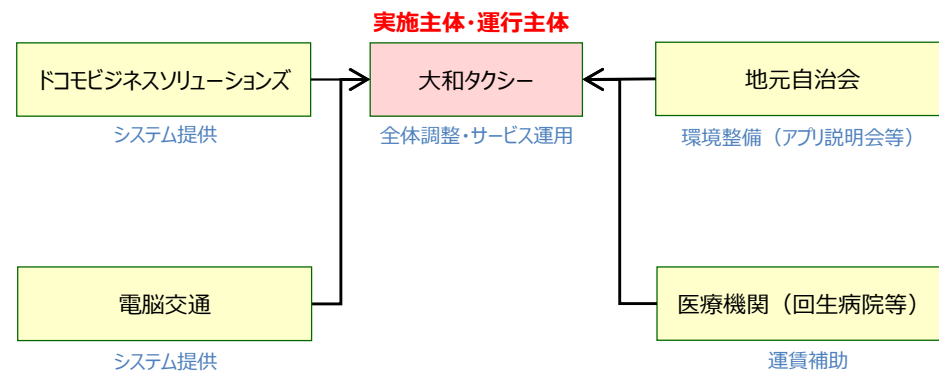 実施主体・運行主体
ドコモビジネスソリューションズ
大和タクシー
地元自治会
システム提供
全体調整・サービス運用
環境整備（アプリ説明会等）
電脳交通
医療機関（回生病院等）
システム提供
運賃補助